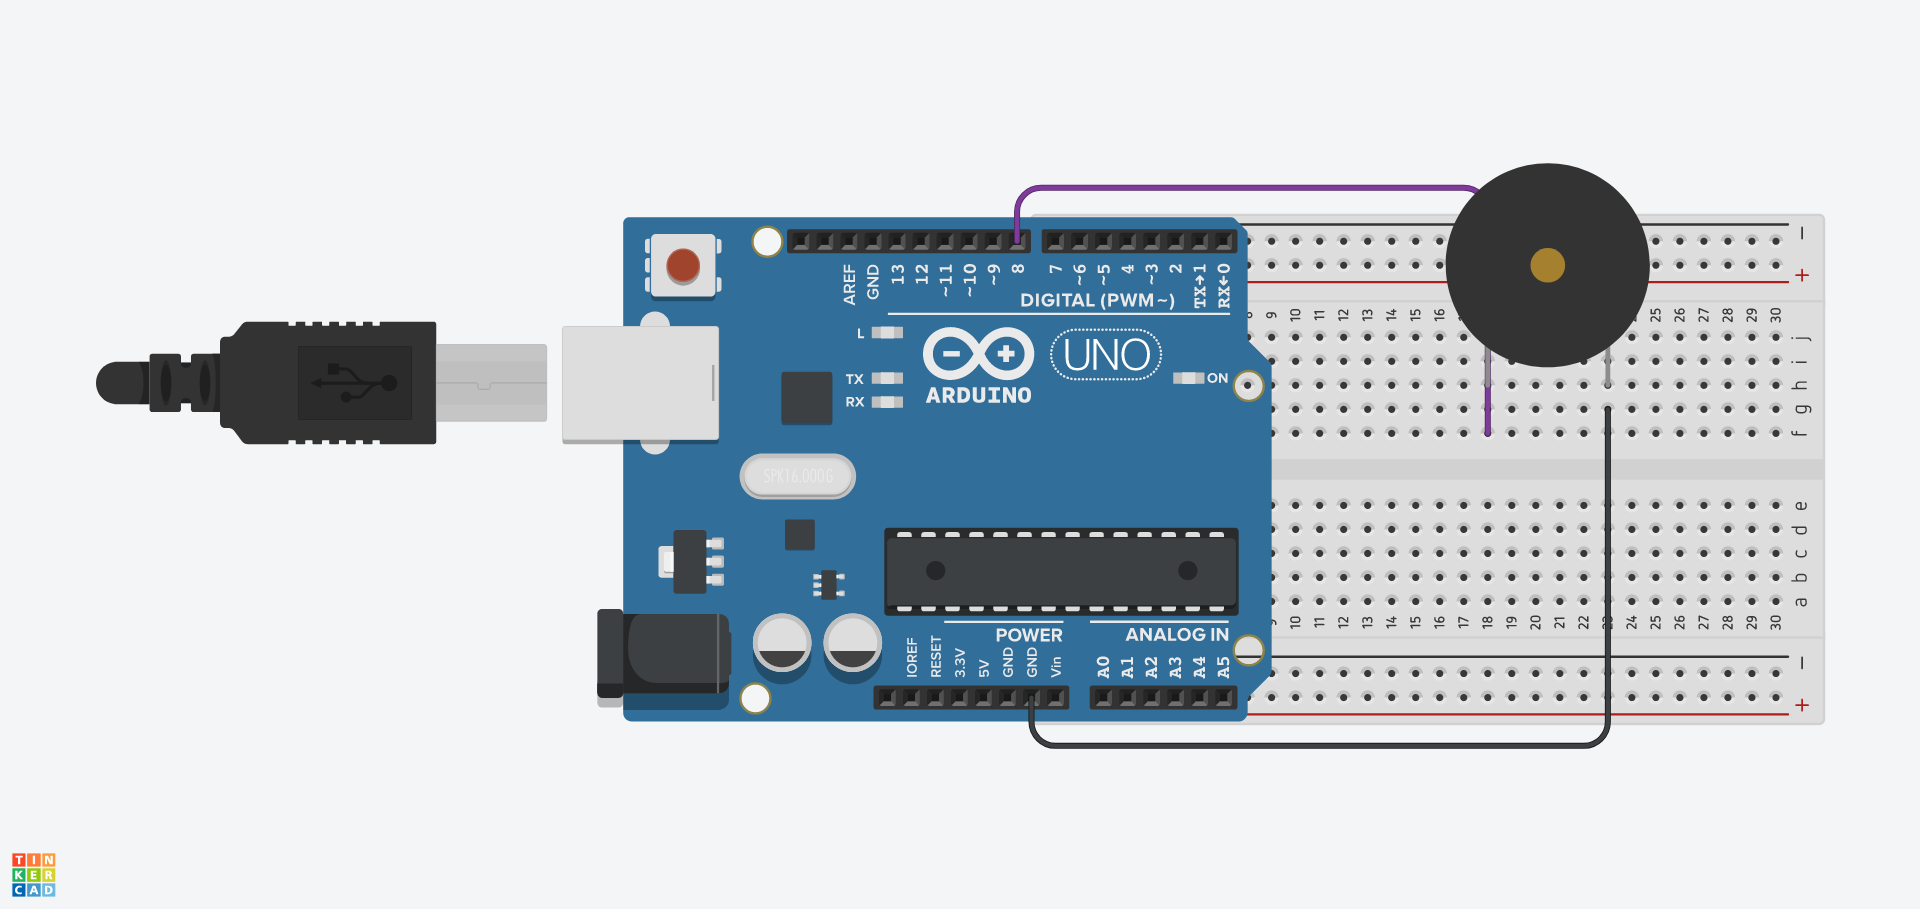 AREF
GND
13
12
~11
~10
~9
8
7
~6
~5
4
~3
2
TX→1
RX←0
DIGITAL (PWM ~)
L
TX
RX
ARDUINO
UNO
ON
SPK16.000G
POWER
ANALOG IN
IOREF
RESET
3.3V
5V
GND
GND
Vin
A0
A1
A2
A3
A4
A5
−
+
9 10 11 12 13 14 15 16 25 26 27 28 29 30
j
i
h
g
f
e
d
c
b
a
10 11 12 13 14 15 16 17 18 19 20 21 22 24 25 26 27 28 29 30
−
+
TIN
KER
CAD